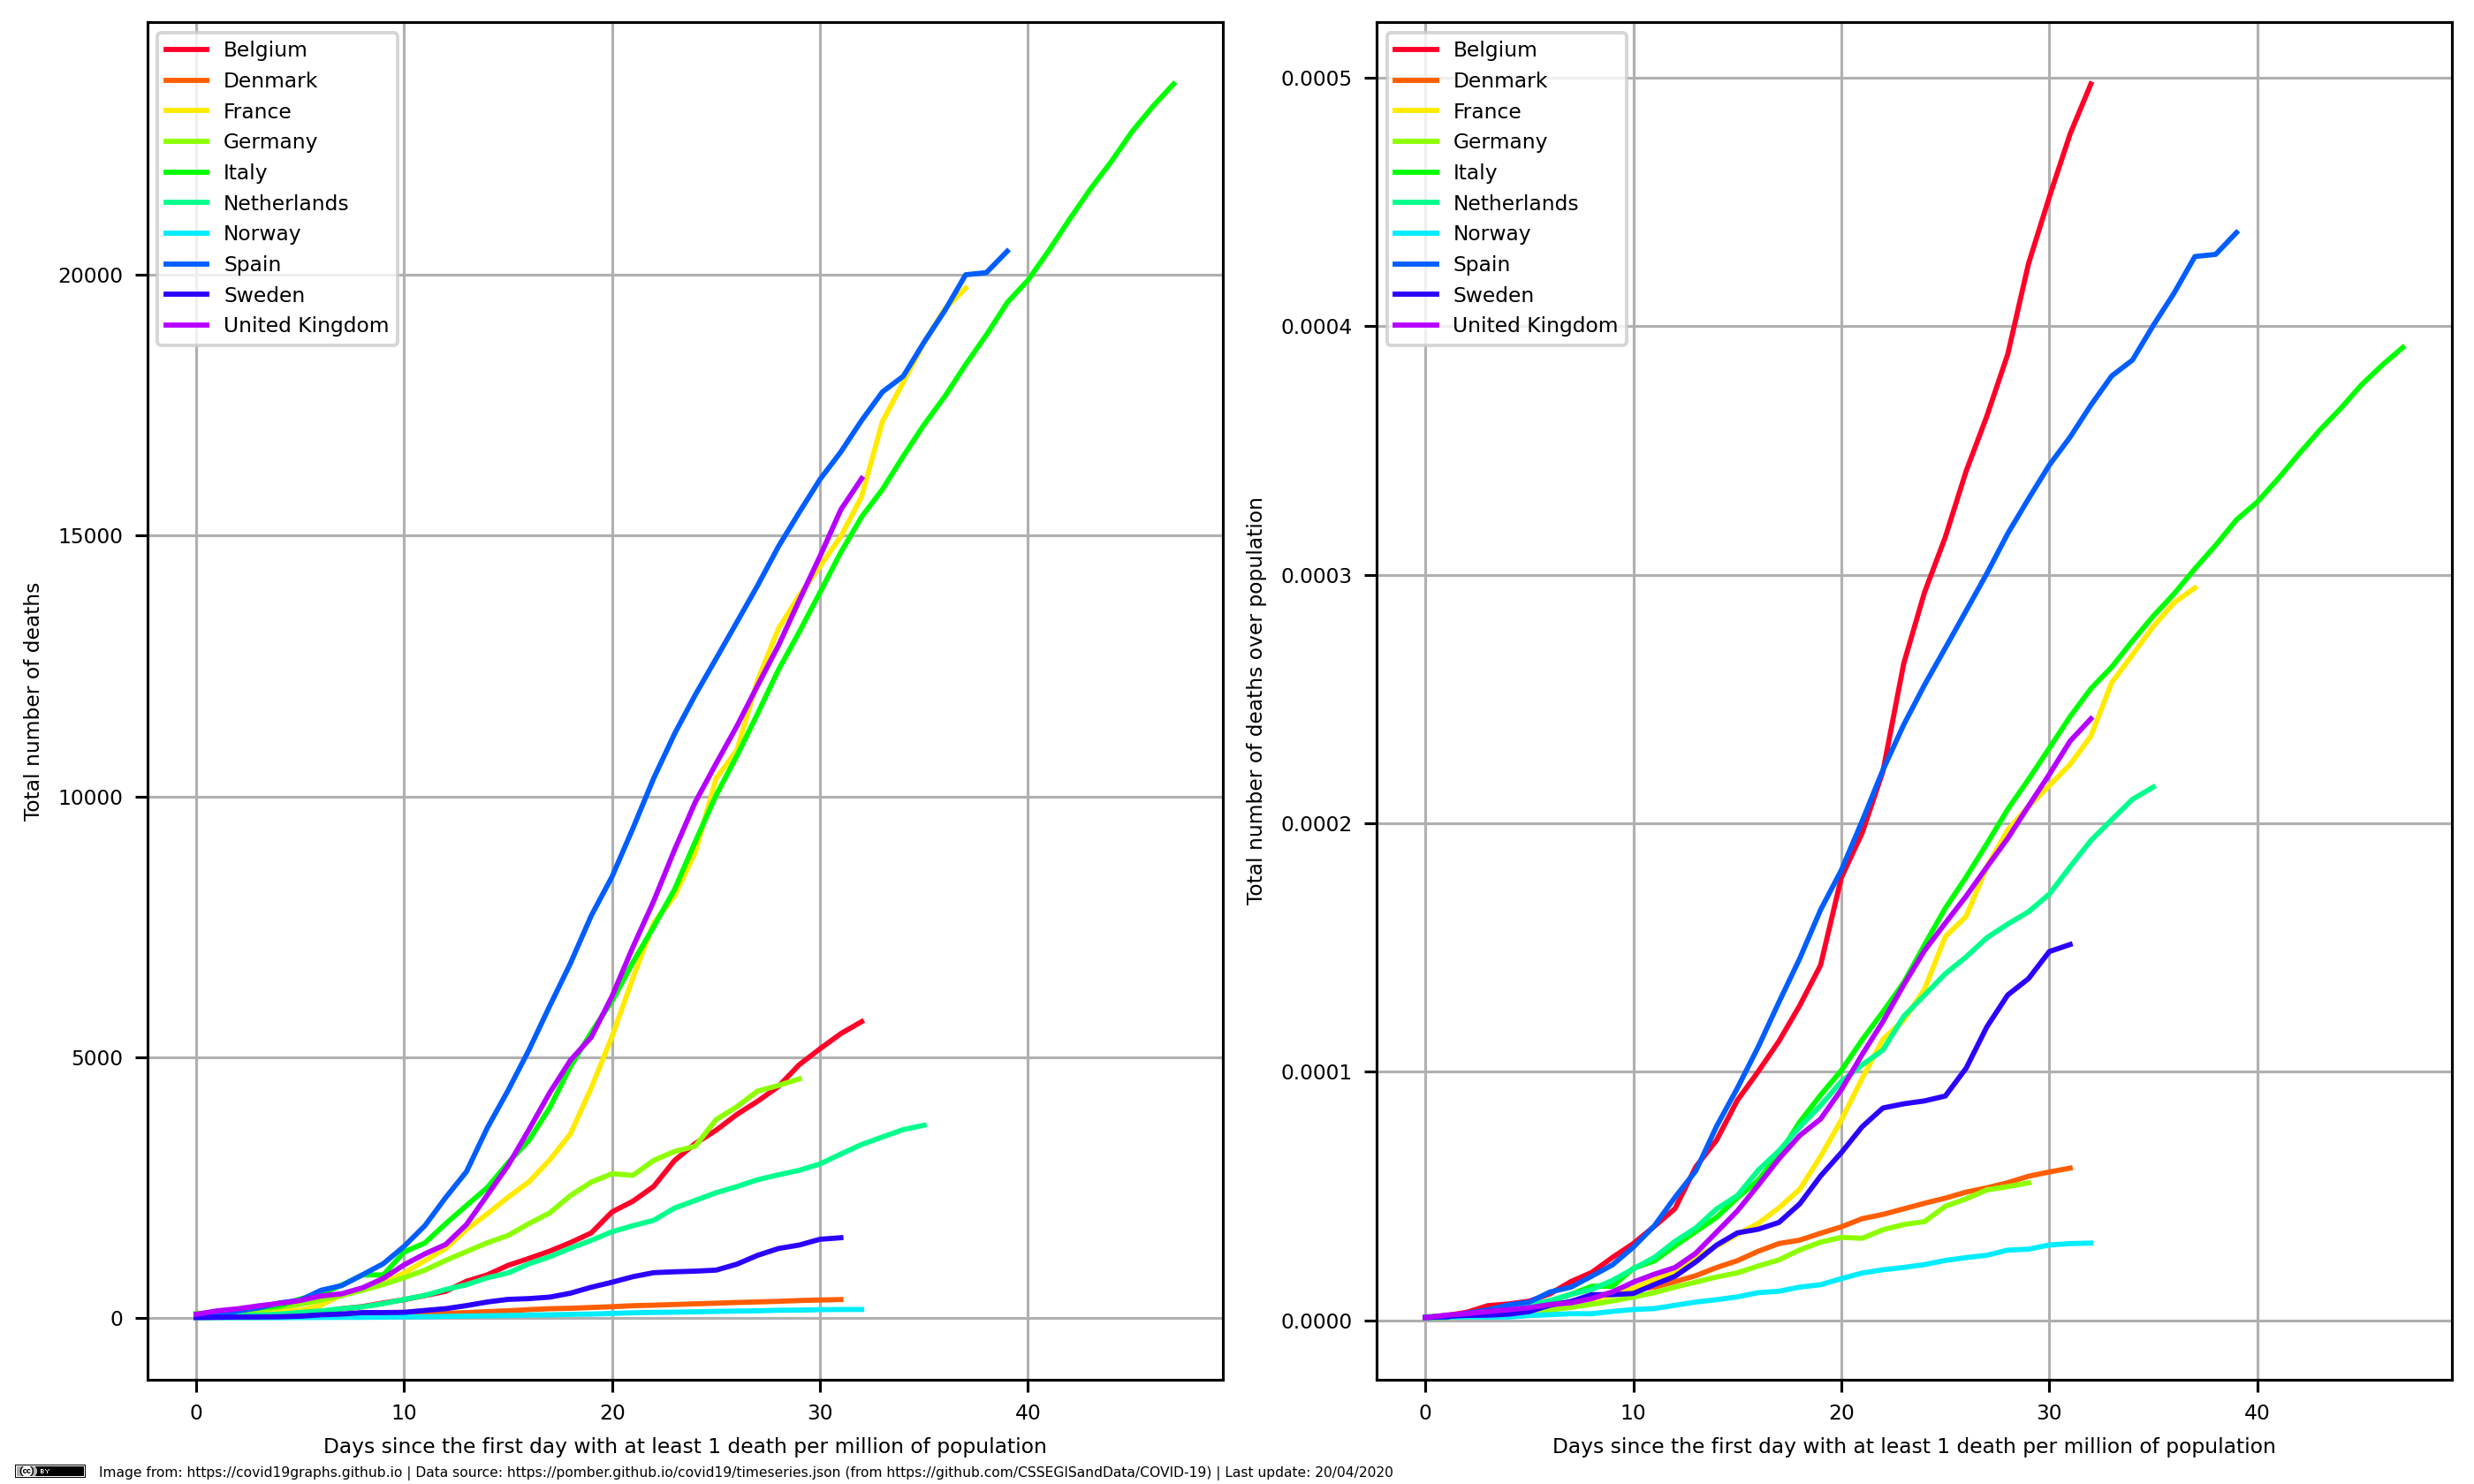 Belgium
Denmark
France
Germany
Italy
Netherlands
Norway
Spain
Sweden
United Kingdom
20000
15000
10000
5000
0
Total number of deaths
0 10 20 30 40
Days since the first day with at least 1 death per million of population
Belgium
Denmark
France
Germany
Italy
Netherlands
Norway
Spain
Sweden
United Kingdom
0.0005
0.0004
0.0003
0.0002
0.0001
0.0000
Total number of deaths over population
0 10 20 30 40
Days since the first day with at least 1 death per million of population
(cc) BY Image from: https://covid19graphs.github.io | Data source: https://pomber.github.io/covid19/timeseries.json (from https://github.com/CSSEGISandData/COVID-19) | Last update: 20/04/2020